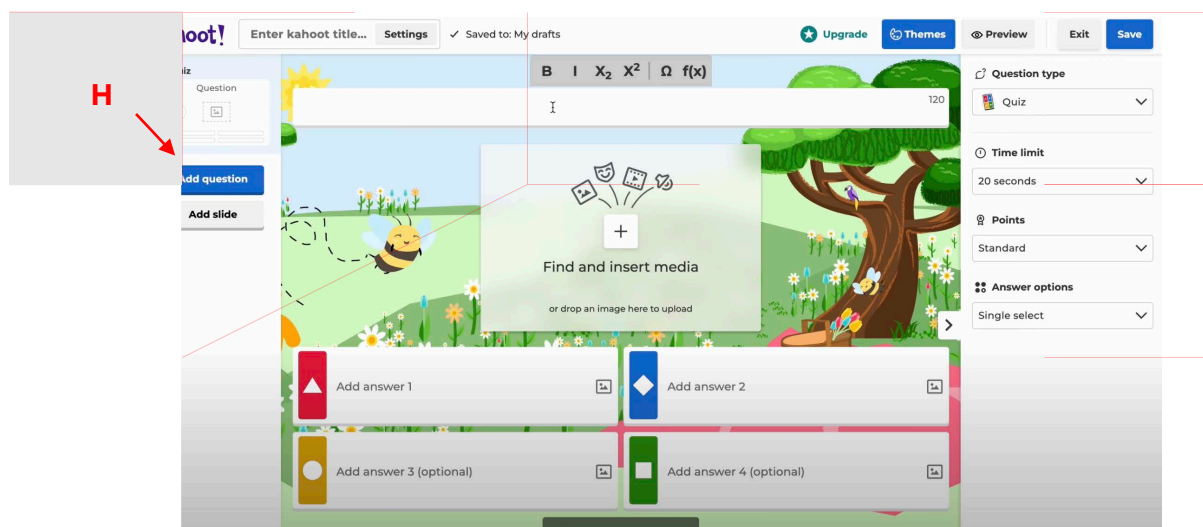 H
oot!
Enter kahoot title...
Settings
✓ Saved to: My drafts
Upgrade
Themes
Preview
Exit
Save
iz
Question
Add question
Add slide
B I X₂ X² | Ω f(x)
120
Find and insert media
or drop an image here to upload
Add answer 1
Add answer 2
Add answer 3 (optional)
Add answer 4 (optional)
Question type
Quiz
Time limit
20 seconds
Points
Standard
Answer options
Single select